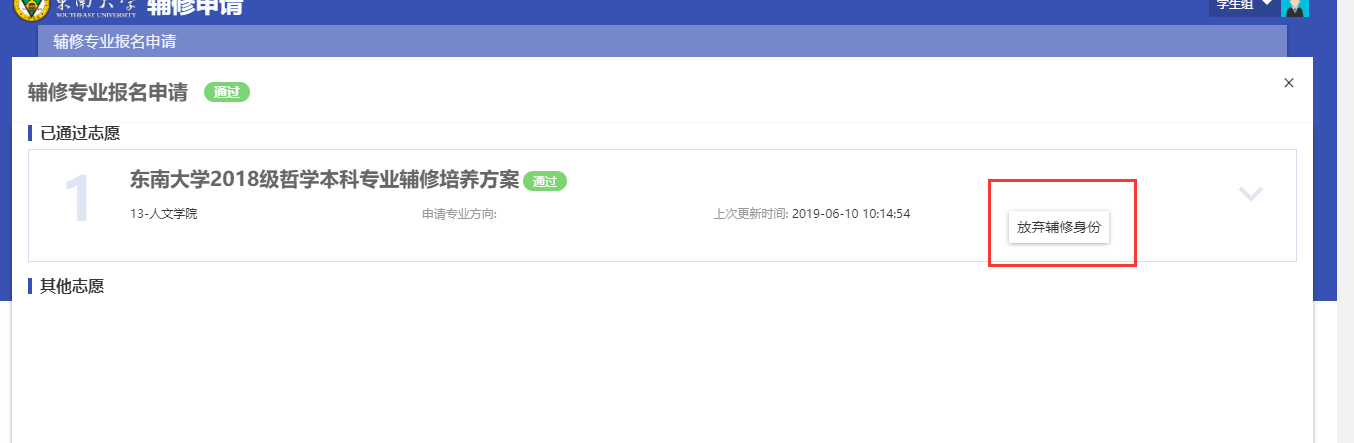 东南大学 辅修申请
SOUTHEAST UNIVERSITY
学生组
辅修专业报名申请
辅修专业报名申请 通过
已通过志愿
1 东南大学2018级哲学本科专业辅修培养方案 通过
13-人文学院 申请专业方向: 上次更新时间: 2019-06-10 10:14:54
放弃辅修身份
其他志愿